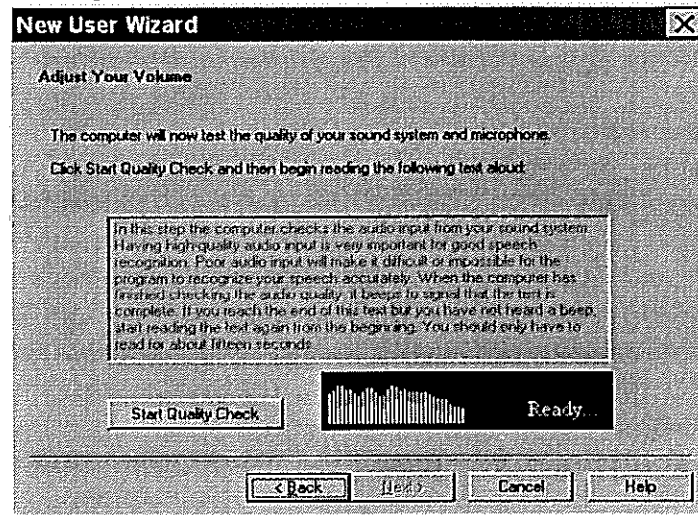 New User Wizard
Adjust Your Volume
The computer will now test the quality of your sound system and microphone.
Click Start Quality Check and then begin reading the following text aloud:
In this step the computer checks the audio input from your sound system.
Having high-quality audio input is very important for good speech
recognition. Poor audio input will make it difficult or impossible for the
program to recognize your speech accurately. When the computer has
finished checking the audio quality, it beeps to signal that the test is
complete. If you reach the end of this text but you have not heard a beep,
start reading the text again from the beginning. You should only have to
read for about fifteen seconds.
Start Quality Check
Ready...
< Back
Next >
Cancel
Help